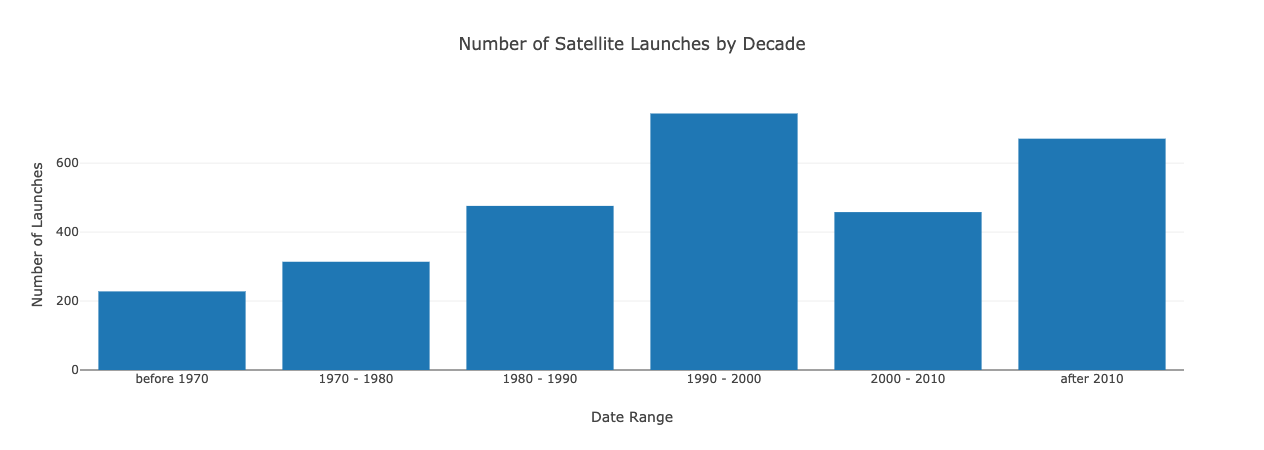 Number of Satellite Launches by Decade
Number of Launches
600
400
200
0
before 1970
1970 - 1980
1980 - 1990
1990 - 2000
2000 - 2010
after 2010
Date Range